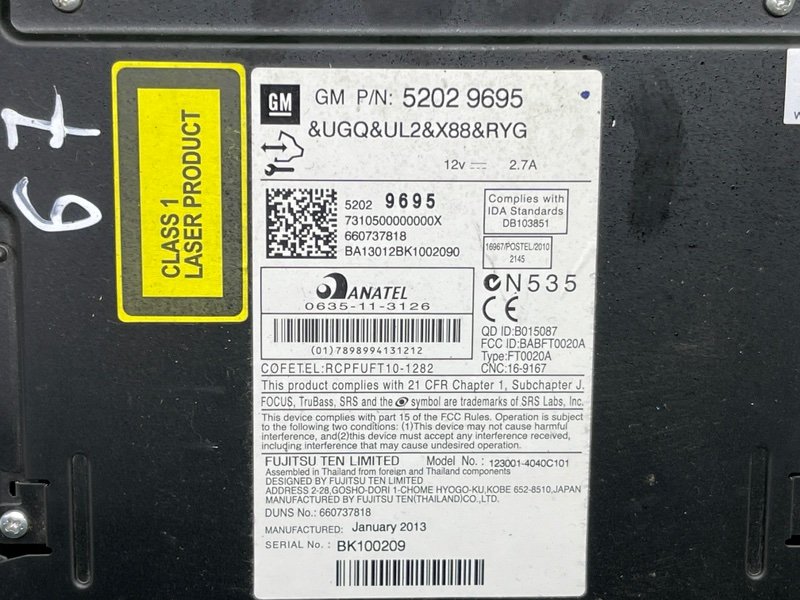 67
CLASS 1
LASER PRODUCT
GM
GM P/N: 5202 9695
&UGQ&UL2&X88&RYG
12v 2.7A
5202 9695
7310500000000X
660737818
BA13012BK1002090
Complies with
IDA Standards
DB103851
16967/POSTEL/2010
2145
N535
CE
ANATEL
0635-11-3126
(01)7898994131212
QD ID:B015087
FCC ID:BABFT0020A
Type:FT0020A
CNC:16-9167
COFETEL:RCPFUFT10-1282
This product complies with 21 CFR Chapter 1, Subchapter J.
FOCUS, TruBass, SRS and the symbol are trademarks of SRS Labs, Inc.
This device complies with part 15 of the FCC Rules. Operation is subject
to the following two conditions: (1)This device may not cause harmful
interference, and(2)this device must accept any interference received,
including interference that may cause undesired operation.
FUJITSU TEN LIMITED Model No.: 123001-4040C101
Assembled in Thailand from foreign and Thailand components
DESIGNED BY FUJITSU TEN LIMITED
ADDRESS 2-28,GOSHO-DORI 1-CHOME HYOGO-KU,KOBE 652-8510,JAPAN
MANUFACTURED BY FUJITSU TEN(THAILAND)CO.,LTD.
DUNS No.: 660737818
MANUFACTURED: January 2013
SERIAL No.: BK100209